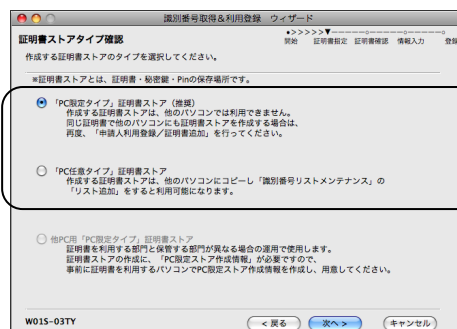 識別番号取得＆利用登録 ウィザード
証明書ストアタイプ確認
●>>>>>▼-----○-----○-----○
開始 証明書指定 証明書確認 情報入力 登録
作成する証明書ストアのタイプを選択してください。
※証明書ストアとは、証明書・秘密鍵・Pinの保存場所です。
「PC限定タイプ」証明書ストア（推奨）
作成する証明書ストアは、他のパソコンでは利用できません。
同じ証明書で他のパソコンにも証明書ストアを作成する場合は、
再度、「申請人利用登録／証明書追加」を行ってください。
「PC任意タイプ」証明書ストア
作成する証明書ストアは、他のパソコンにコピーし「識別番号リストメンテナンス」の
「リスト追加」をすると利用可能になります。
他PC用「PC限定タイプ」証明書ストア
証明書を利用する部門と保管する部門が異なる場合の運用で使用します。
証明書ストアの作成に、「PC限定ストア作成情報」が必要ですので、
事前に証明書を利用するパソコンでPC限定ストア作成情報を作成し、用意してください。
W01S-03TY
< 戻る 次へ > キャンセル